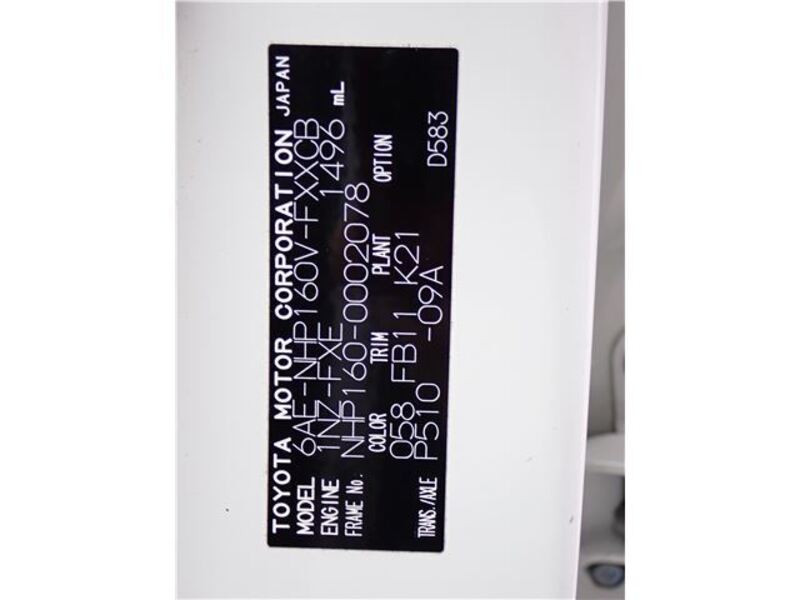 TOYOTA MOTOR CORPORATION JAPAN
MODEL 6AE-NHP160V-FXXCB
ENGINE 1NZ-FXE 1496 mL
FRAME No. NHP160-0002078
COLOR TRIM PLANT OPTION
058 FB11 K21
TRANS./AXLE P510 -09A D583